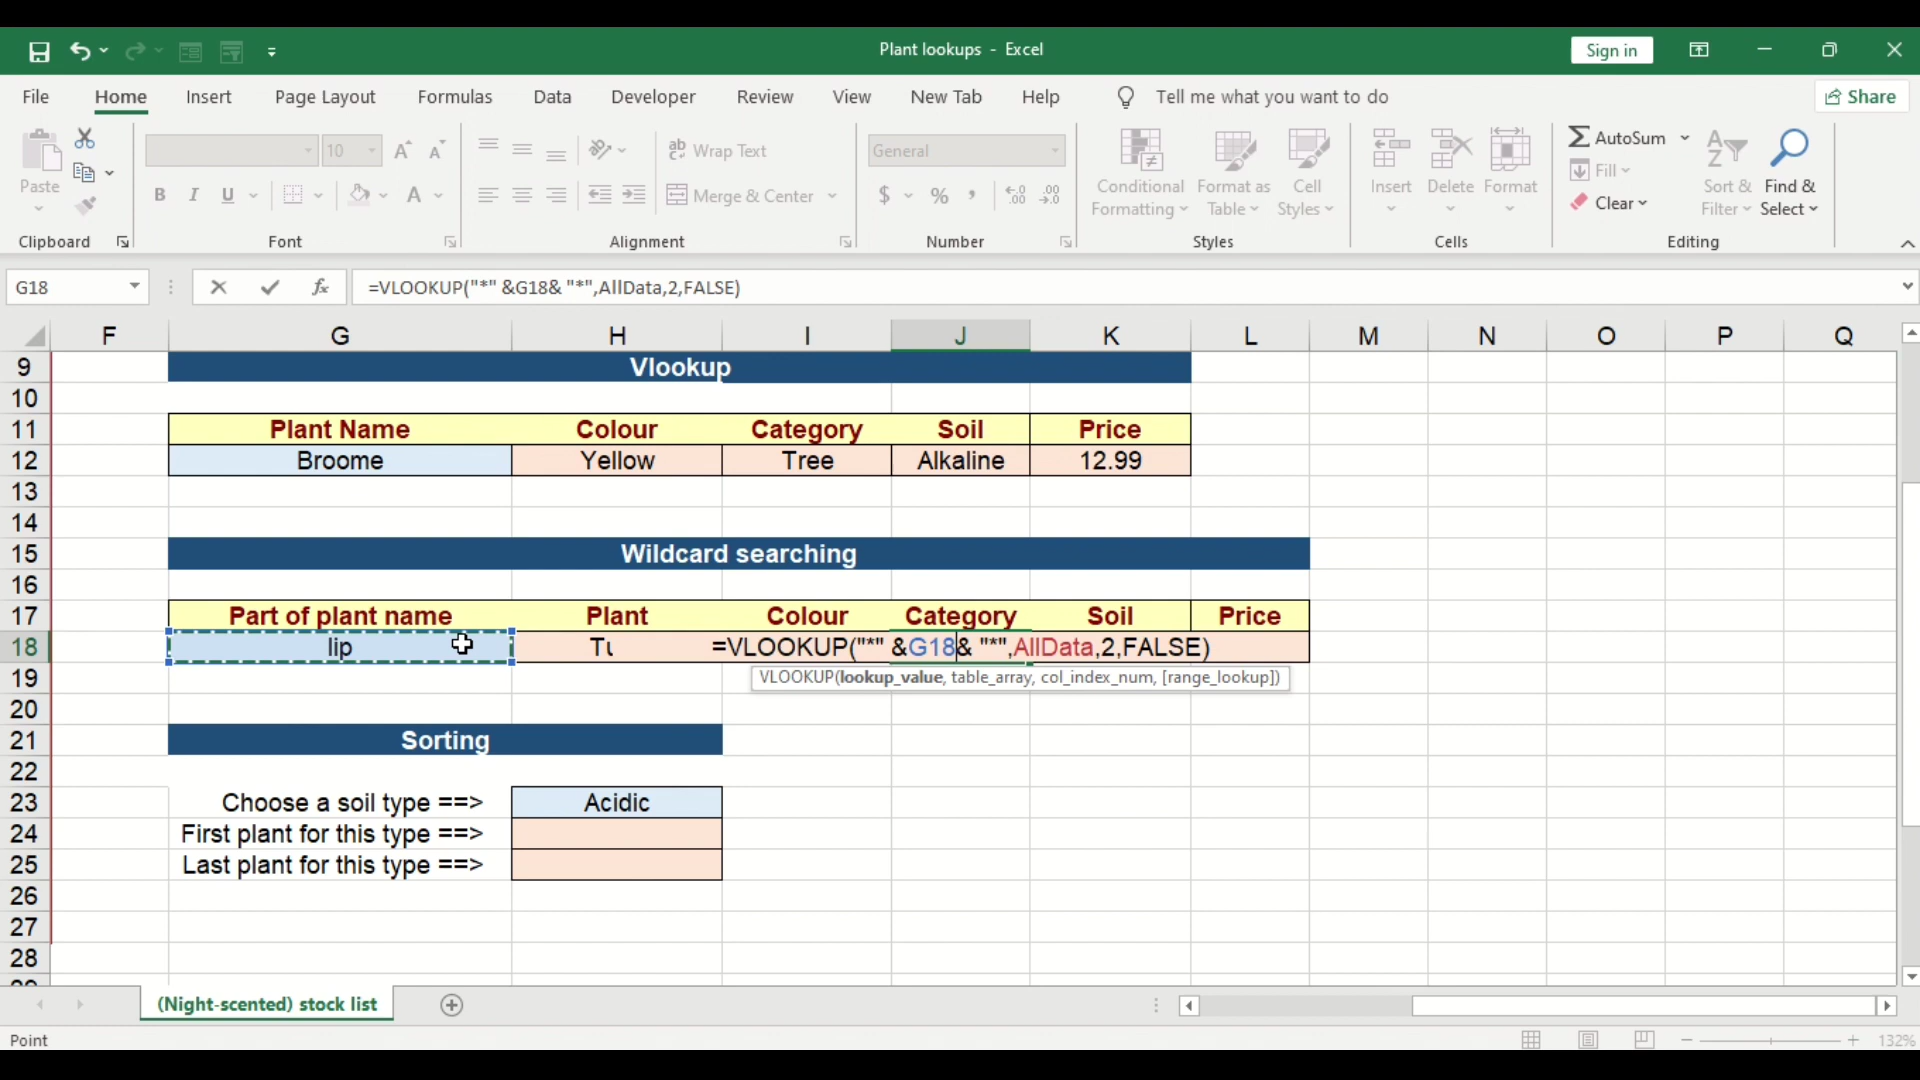 Plant lookups - Excel
Sign in
File Home Insert Page Layout Formulas Data Developer Review View New Tab Help Tell me what you want to do Share
Paste
10
B I U A
ab Wrap Text
Merge & Center
General
$ % ,
Conditional Formatting
Format as Table
Cell Styles
Insert Delete Format
AutoSum
Fill
Clear
Sort & Filter
Find & Select
Clipboard Font Alignment Number Styles Cells Editing
G18 fx =VLOOKUP("*" &G18& "*",AllData,2,FALSE)
F G H I J K L M N O P Q
9 Vlookup
10
11 Plant Name Colour Category Soil Price
12 Broome Yellow Tree Alkaline 12.99
13
14
15 Wildcard searching
16
17 Part of plant name Plant Colour Category Soil Price
18 lip Tu =VLOOKUP("*" &G18& "*",AllData,2,FALSE)
19 VLOOKUP(lookup_value, table_array, col_index_num, [range_lookup])
20
21 Sorting
22
23 Choose a soil type ==> Acidic
24 First plant for this type ==>
25 Last plant for this type ==>
26
27
28
(Night-scented) stock list
Point 132%